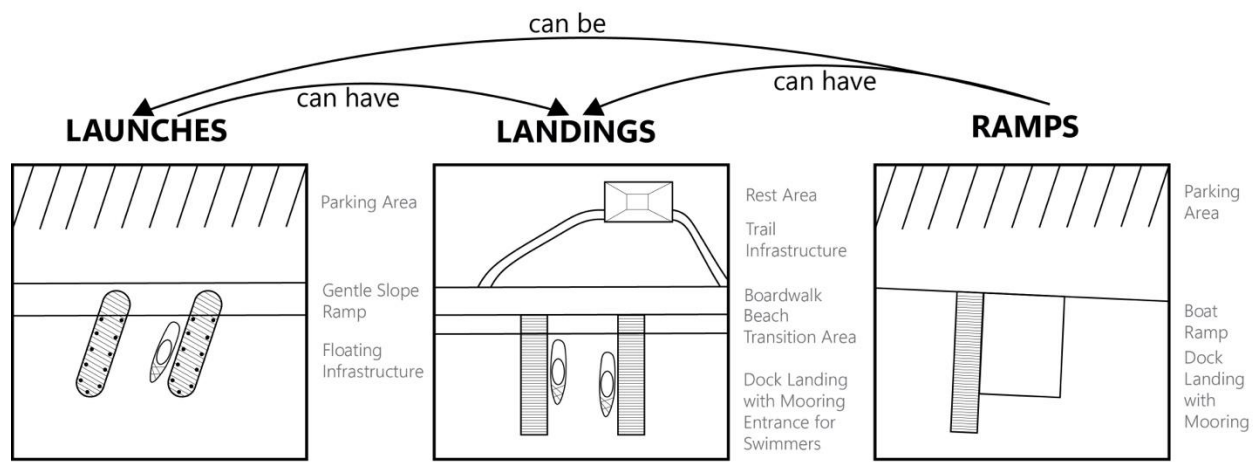 can be
can have
can have
LAUNCHES
LANDINGS
RAMPS
Parking Area
Gentle Slope
Ramp
Floating
Infrastructure
Rest Area
Trail
Infrastructure
Boardwalk
Beach
Transition Area
Dock Landing
with Mooring
Entrance for
Swimmers
Parking
Area
Boat
Ramp
Dock
Landing
with
Mooring